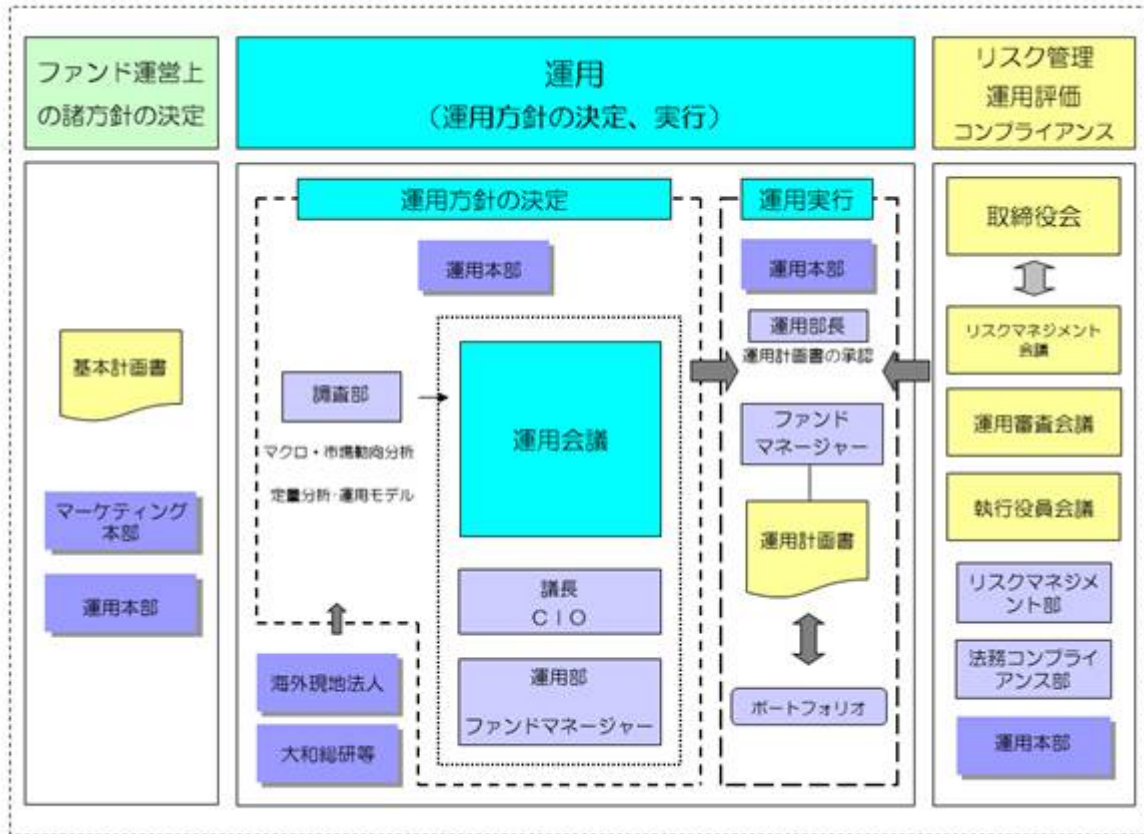 ファンド運営上
の諸方針の決定
運用
(運用方針の決定、実行)
リスク管理
運用評価
コンプライアンス
基本計画書
マーケティング
本部
運用本部
運用方針の決定
運用本部
調査部
マクロ・市場動向分析
定量分析・運用モデル
運用会議
議長
CIO
運用部
ファンドマネージャー
海外現地法人
大和総研等
運用実行
運用本部
運用部長
運用計画書の承認
ファンド
マネージャー
運用計画書
ポートフォリオ
取締役会
リスクマネジメント
会議
運用審査会議
執行役員会議
リスクマネジメ
ント部
法務コンプライ
アンス部
運用本部